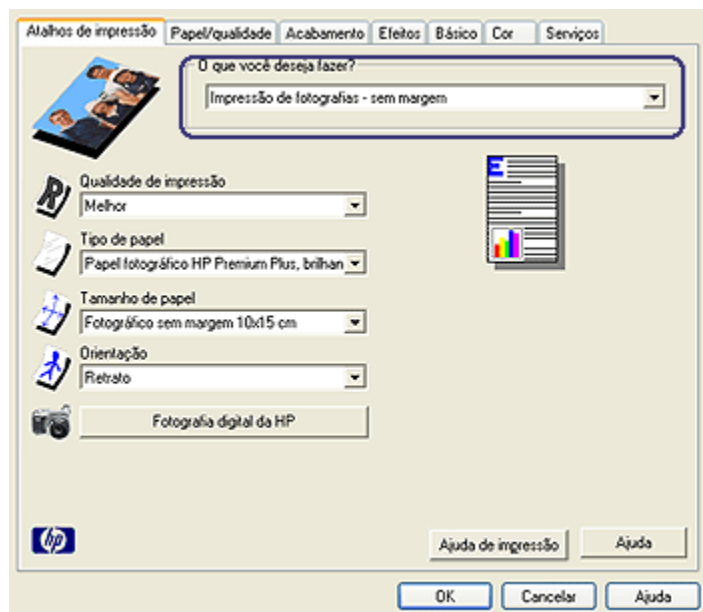 Atalhos de impressão Papel/qualidade Acabamento Efeitos Básico Cor Serviços
O que você deseja fazer?
Impressão de fotografias - sem margem
Qualidade de impressão
Melhor
Tipo de papel
Papel fotográfico HP Premium Plus, brilhan
Tamanho de papel
Fotográfico sem margem 10x15 cm
Orientação
Retrato
Fotografia digital da HP
hp
Ajuda de impressão Ajuda
OK Cancelar Ajuda